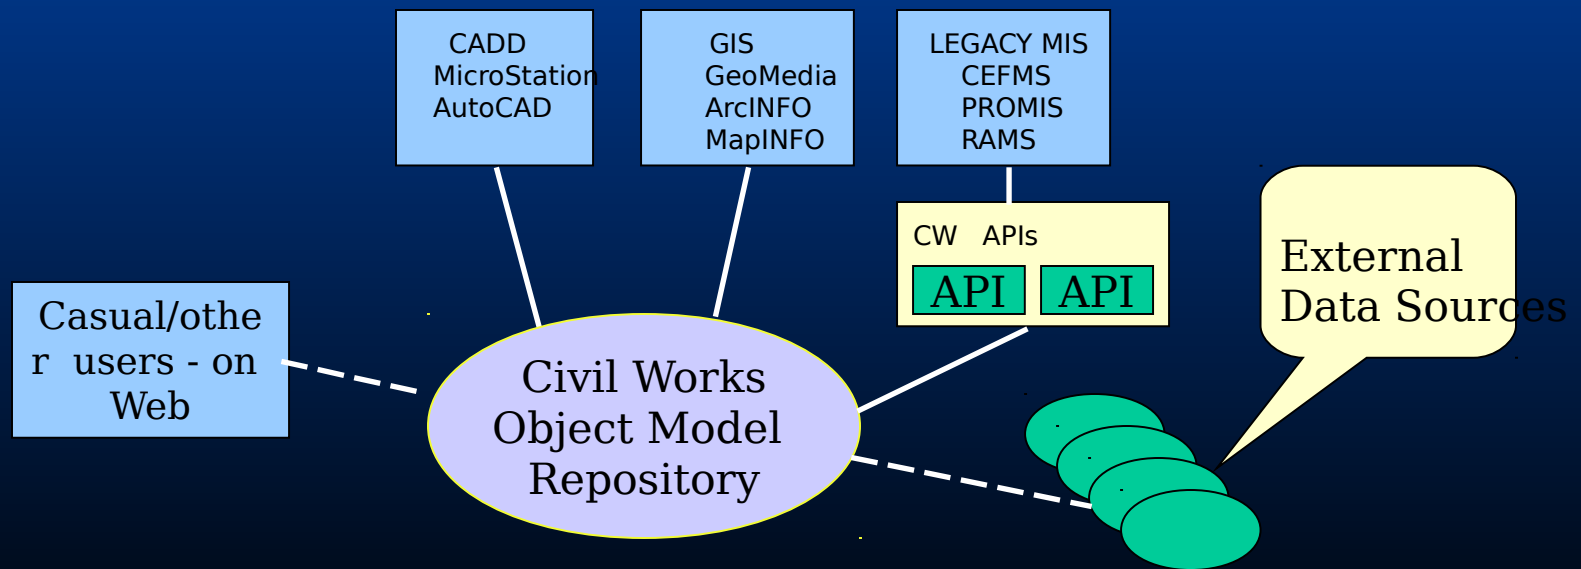 CADD
MicroStation
AutoCAD
GIS
GeoMedia
ArcINFO
MapINFO
LEGACY MIS
CEFMS
PROMIS
RAMS
CW APIs
API API
External
Data Sources
Casual/othe
r users - on
Web
Civil Works
Object Model
Repository